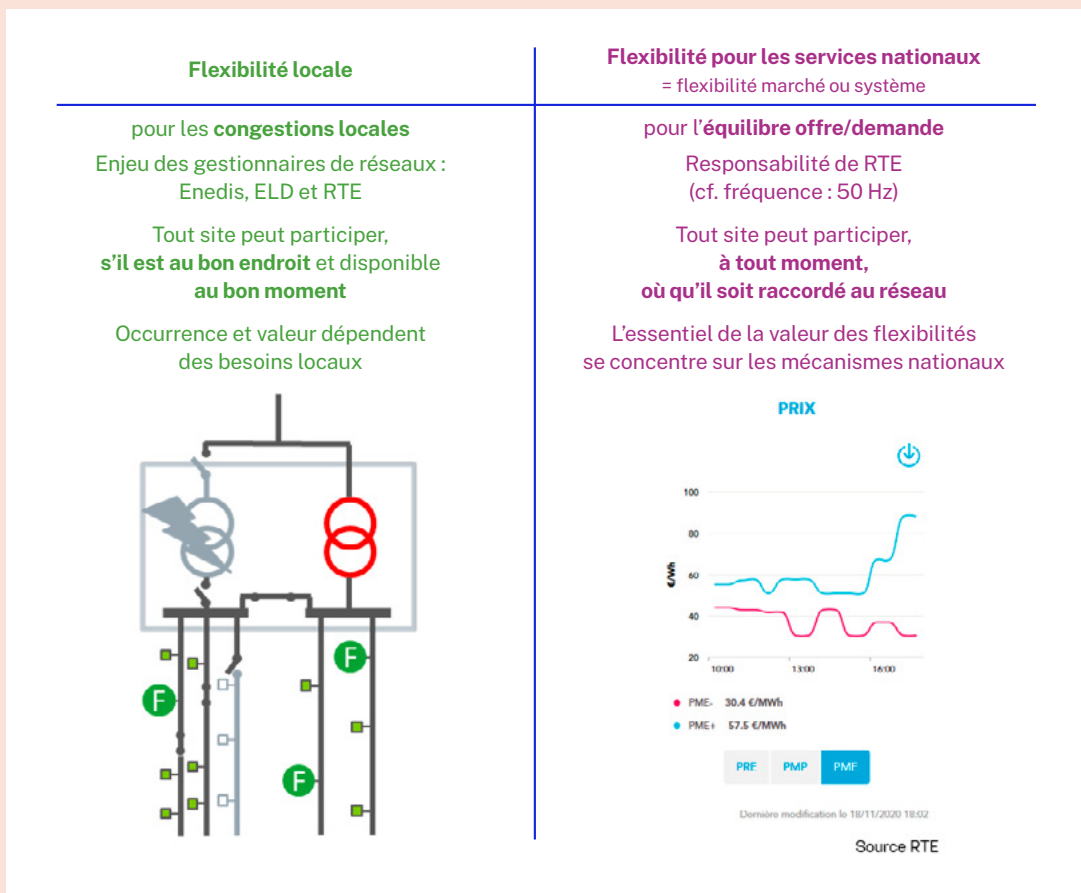 Flexibilité locale
pour les congestions locales
Enjeu des gestionnaires de réseaux :
Enedis, ELD et RTE
Tout site peut participer,
s'il est au bon endroit et disponible
au bon moment
Occurrence et valeur dépendent
des besoins locaux
F
F
F
Flexibilité pour les services nationaux
= flexibilité marché ou système
pour l'équilibre offre/demande
Responsabilité de RTE
(cf. fréquence : 50 Hz)
Tout site peut participer,
à tout moment,
où qu'il soit raccordé au réseau
L'essentiel de la valeur des flexibilités
se concentre sur les mécanismes nationaux
PRIX
100
80
60
40
20
10:00 13:00 16:00
PME- 30.4 €/MWh
PME+ 57.5 €/MWh
PRE PMP
Dernière modification le 18/11/2020 18:02
Source RTE